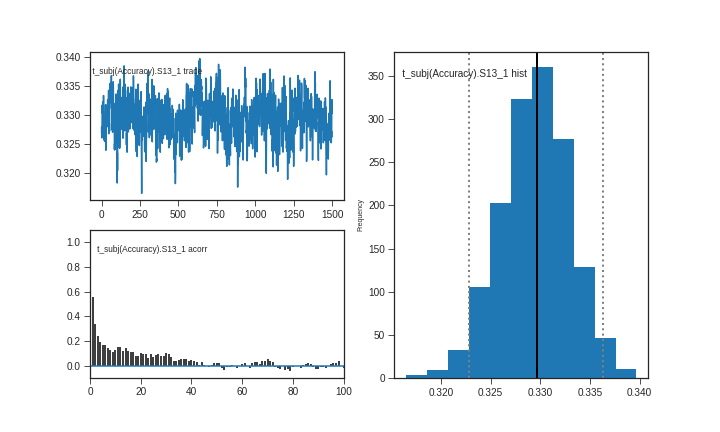 0.340
0.335
0.330
0.325
0.320
t_subj(Accuracy).S13_1 trace
0 250 500 750 1000 1250 1500
1.0
0.8
0.6
0.4
0.2
0.0
t_subj(Accuracy).S13_1 acorr
0 20 40 60 80 100
350
300
250
200
150
100
50
0
Frequency
t_subj(Accuracy).S13_1 hist
0.320 0.325 0.330 0.335 0.340